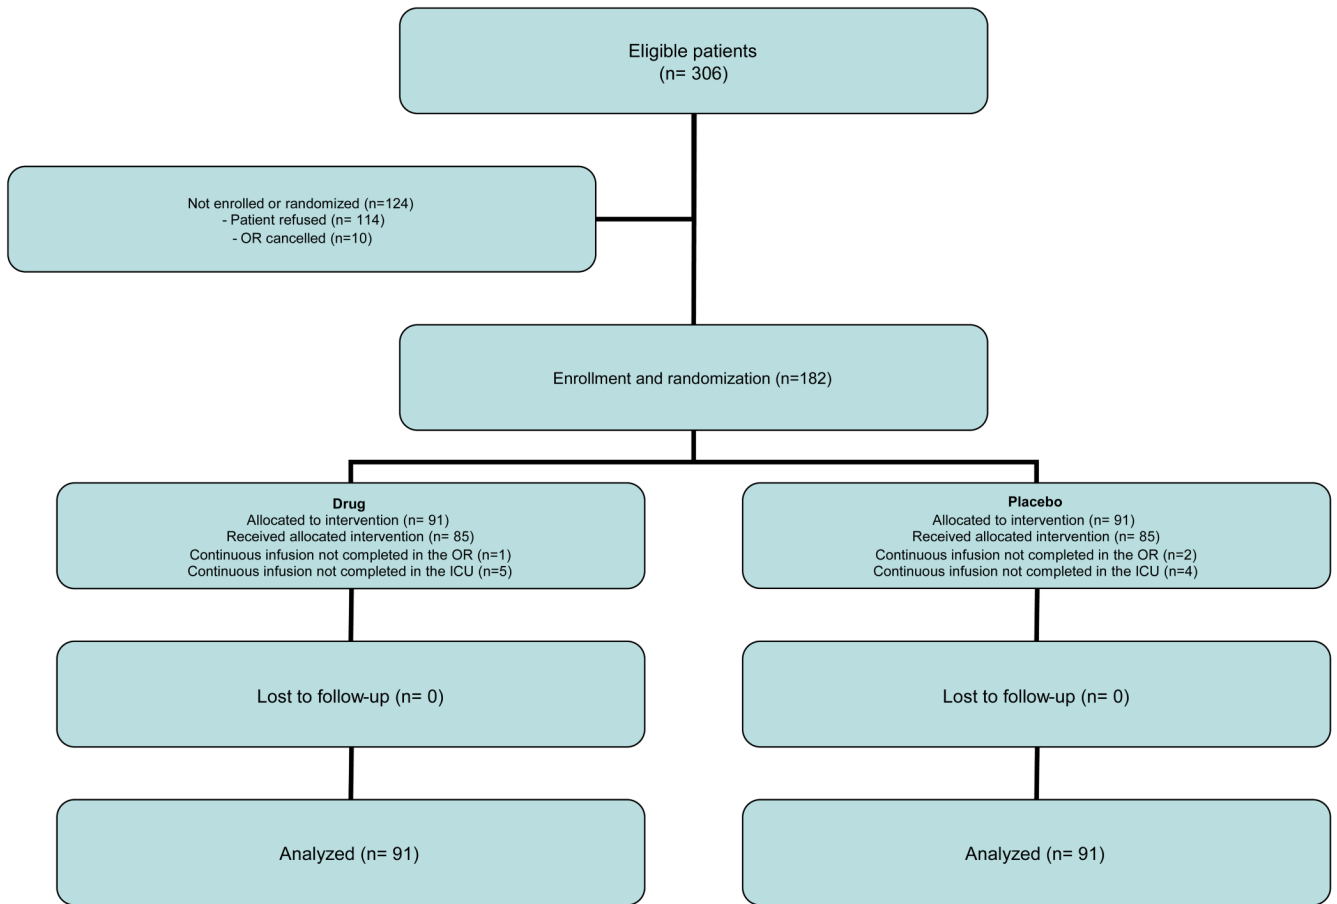 Eligible patients
(n= 306)
Not enrolled or randomized (n=124)
- Patient refused (n= 114)
- OR cancelled (n=10)
Enrollment and randomization (n=182)
Drug
Allocated to intervention (n= 91)
Received allocated intervention (n= 85)
Continuous infusion not completed in the OR (n=1)
Continuous infusion not completed in the ICU (n=5)
Placebo
Allocated to intervention (n= 91)
Received allocated intervention (n= 85)
Continuous infusion not completed in the OR (n=2)
Continuous infusion not completed in the ICU (n=4)
Lost to follow-up (n= 0)
Lost to follow-up (n= 0)
Analyzed (n= 91)
Analyzed (n= 91)